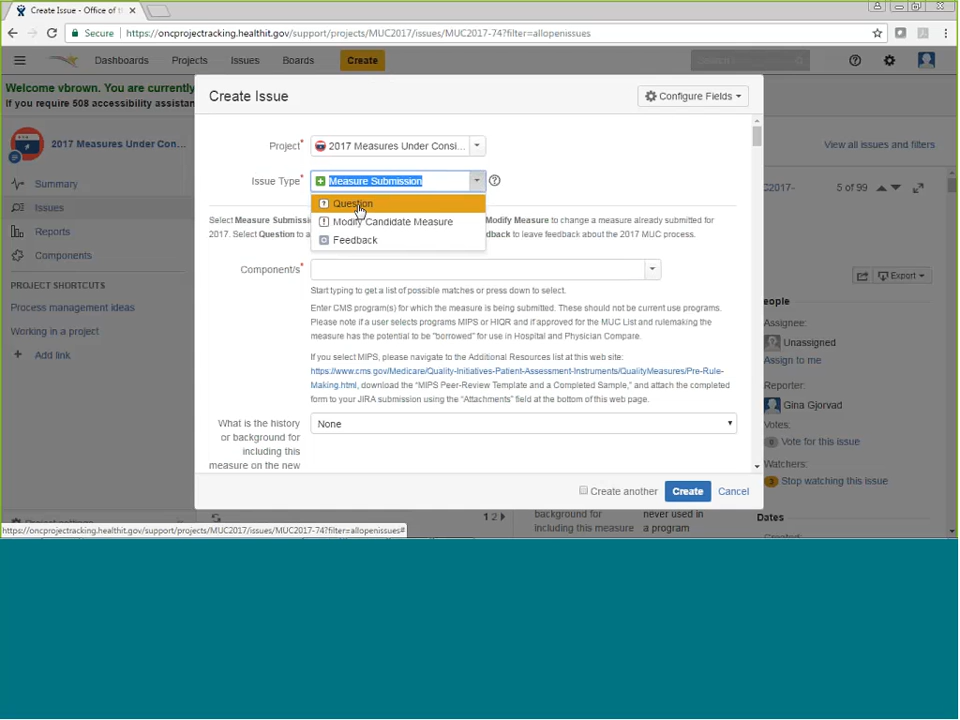 Create Issue - Office of t
Secure
https://oncprojectracking.healthit.gov/support/projects/MUC2017/issues/MUC2017-74?filter=allopenissues
Dashboards
Projects
Issues
Boards
Create
Search
Welcome vbrown. You are currently
If you require 508 accessibility assistan
2017 Measures Under Con...
Summary
Issues
Reports
Components
PROJECT SHORTCUTS
Process management ideas
Working in a project
Add link
Create Issue
Configure Fields
Project*
2017 Measures Under Consi...
Issue Type*
Measure Submission
Question
Modify Candidate Measure
Feedback
Select Measure Submiss
Modify Measure to change a measure already submitted for
2017. Select Question to a
dback to leave feedback about the 2017 MUC process.
Component/s*
Start typing to get a list of possible matches or press down to select.
Enter CMS program(s) for which the measure is being submitted. These should not be current use programs.
Please note if a user selects programs MIPS or HIQR and if approved for the MUC List and rulemaking the
measure has the potential to be "borrowed" for use in Hospital and Physician Compare.
If you select MIPS, please navigate to the Additional Resources list at this web site:
https://www.cms.gov/Medicare/Quality-Initiatives-Patient-Assessment-Instruments/QualityMeasures/Pre-Rule-
Making.html, download the "MIPS Peer-Review Template and a Completed Sample," and attach the completed
form to your JIRA submission using the "Attachments" field at the bottom of this web page.
What is the history
or background for
including this
measure on the new
None
Create another
Create
Cancel
View all issues and filters
C2017-
5 of 99
Export
eople
Assignee:
Unassigned
Assign to me
Reporter:
Gina Gjorvad
Votes:
0
Vote for this issue
Watchers:
3
Stop watching this issue
Dates
1 2
background for
including this measure
never used in
a program
https://oncprojectracking.healthit.gov/support/projects/MUC2017/issues/MUC2017-74?filter=allopenissues#